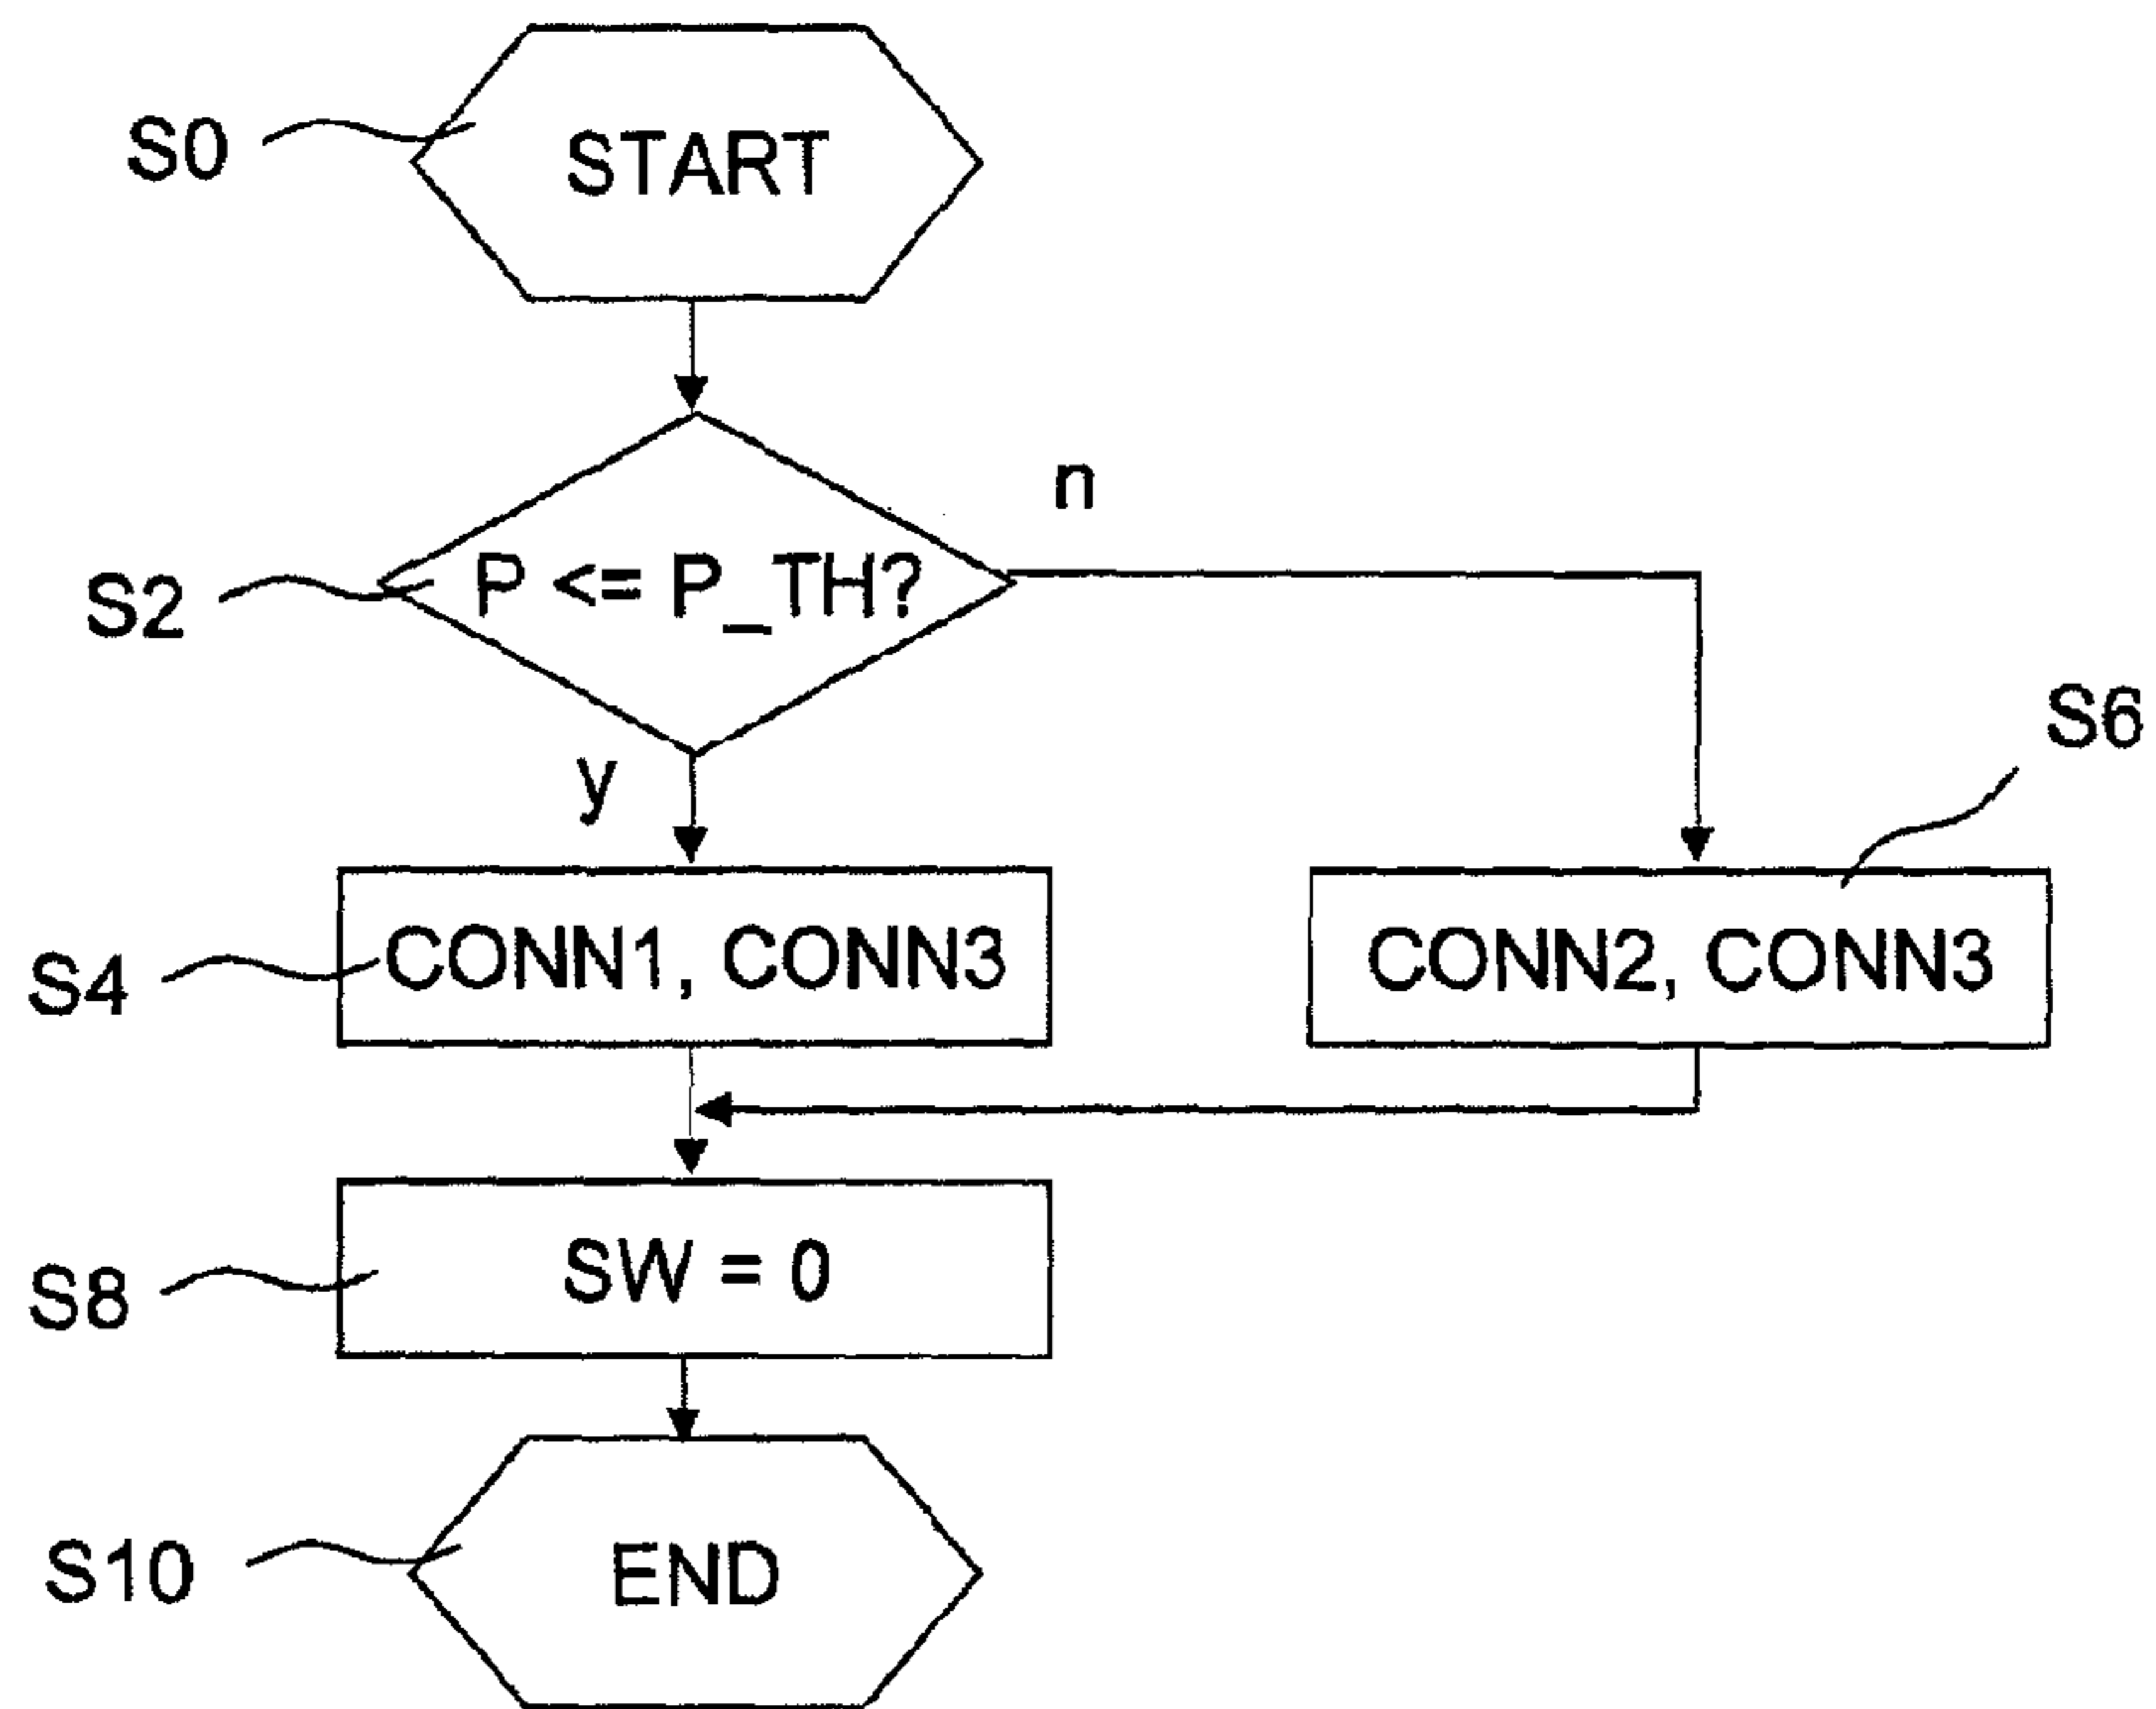 S0
START
n
S2
P <= P_TH?
S6
y
CONN1, CONN3
CONN2, CONN3
S4
SW = 0
S8
S10
END